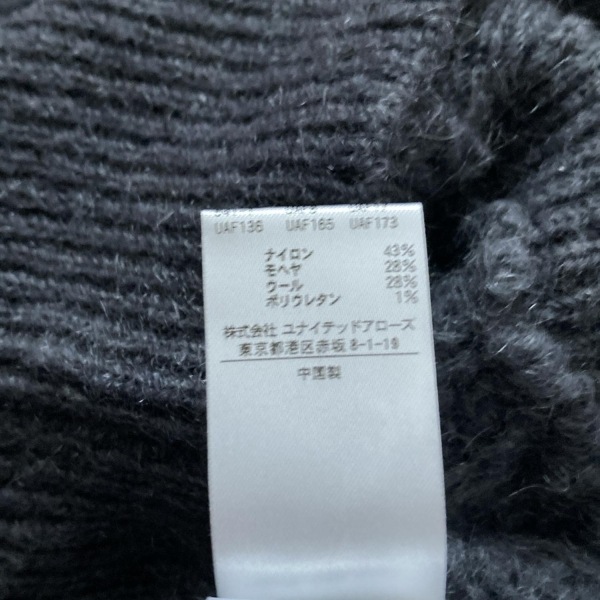 UAF136 UAF165 UAF173
ナイロン 43%
モヘヤ 28%
ウール 28%
ポリウレタン 1%
株式会社 ユナイテッドアローズ
東京都港区赤坂8-1-19
中国製